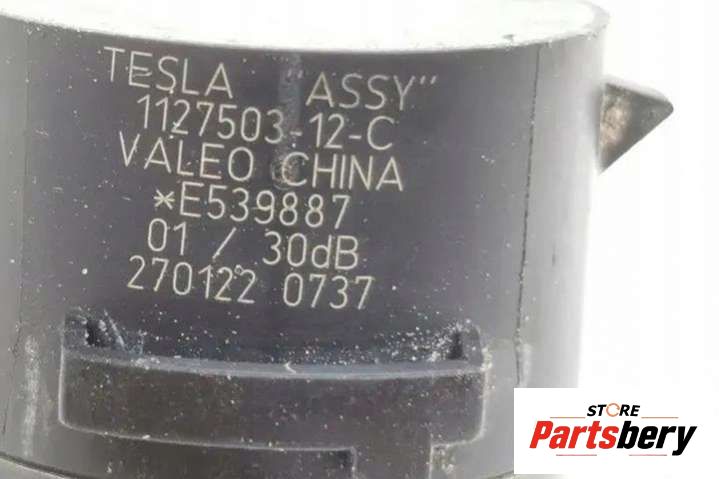 TESLA "ASSY"
1127503-12-C
VALEO CHINA
*E539887
01 / 30dB
270122 0737
STORE
Partsbery